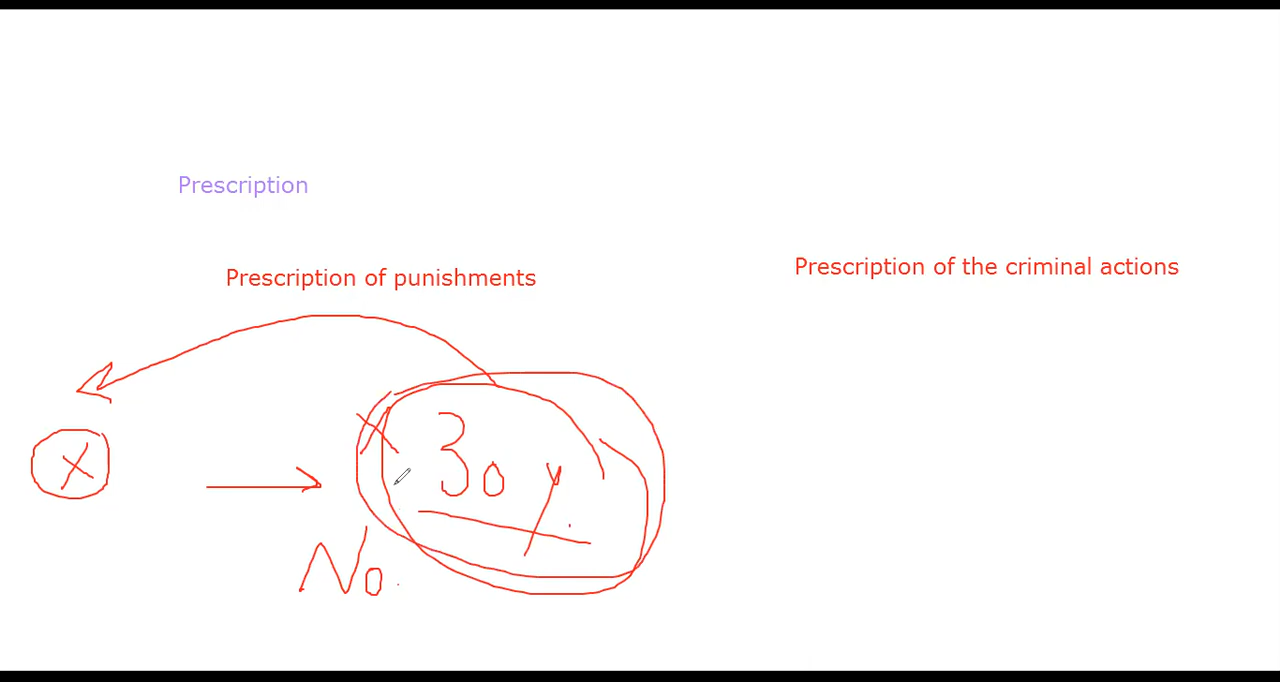 Prescription
Prescription of punishments
Prescription of the criminal actions
X
30 y.
No.